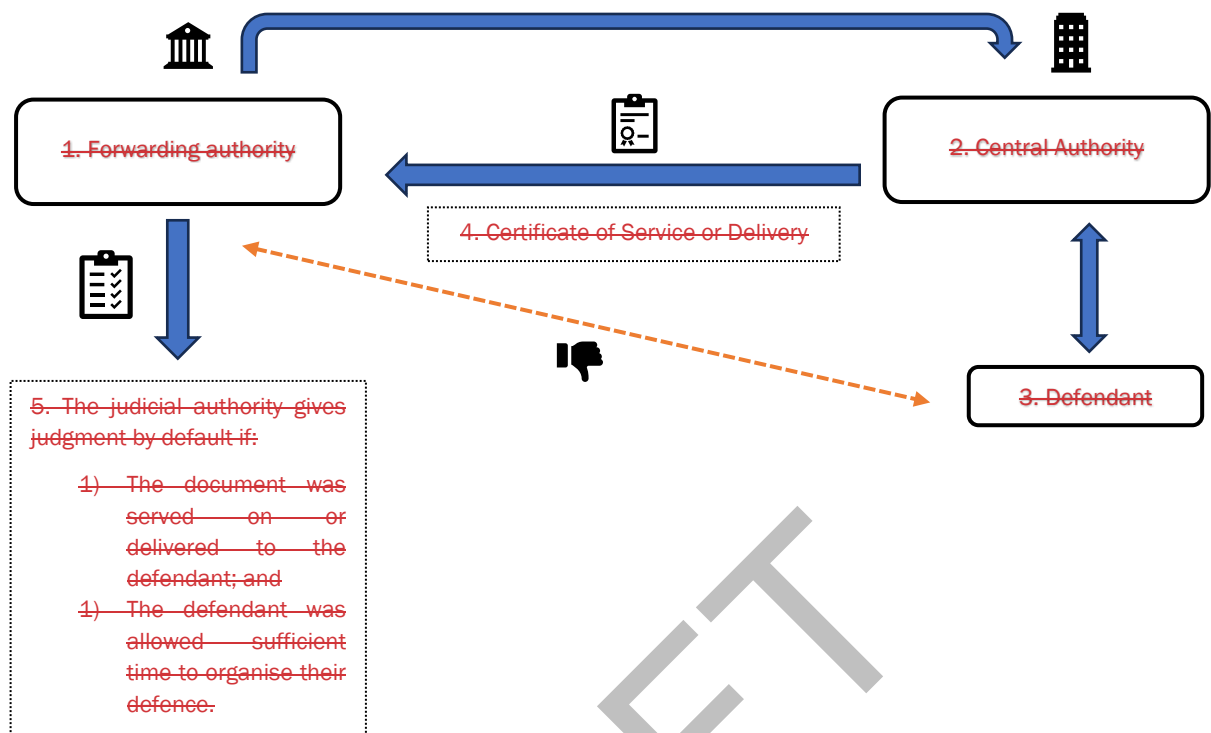 1. Forwarding authority
2. Central Authority
4. Certificate of Service or Delivery
3. Defendant
5. The judicial authority gives
judgment by default if:
1) The document was
served on or
delivered to the
defendant; and
1) The defendant was
allowed sufficient
time to organise their
defence.